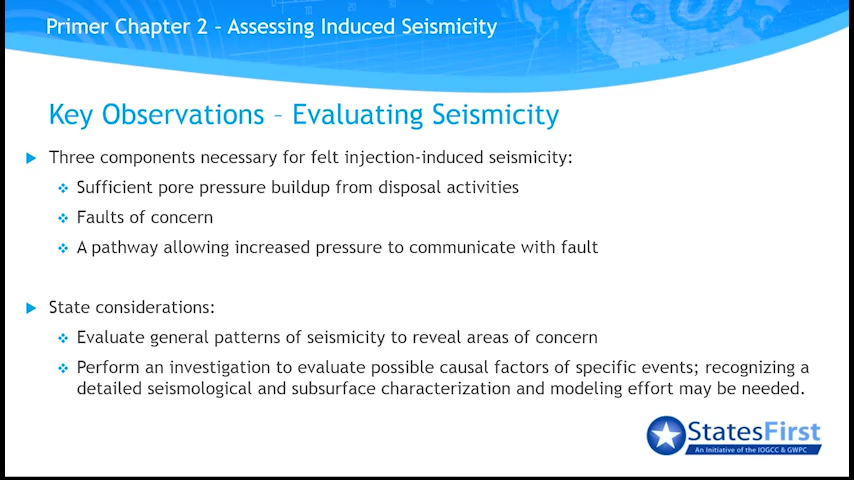 Primer Chapter 2 – Assessing Induced Seismicity
Key Observations – Evaluating Seismicity
Three components necessary for felt injection-induced seismicity:
Sufficient pore pressure buildup from disposal activities
Faults of concern
A pathway allowing increased pressure to communicate with fault
State considerations:
Evaluate general patterns of seismicity to reveal areas of concern
Perform an investigation to evaluate possible causal factors of specific events; recognizing a
detailed seismological and subsurface characterization and modeling effort may be needed.
StatesFirst
An Initiative of the IOGCC & GWPC